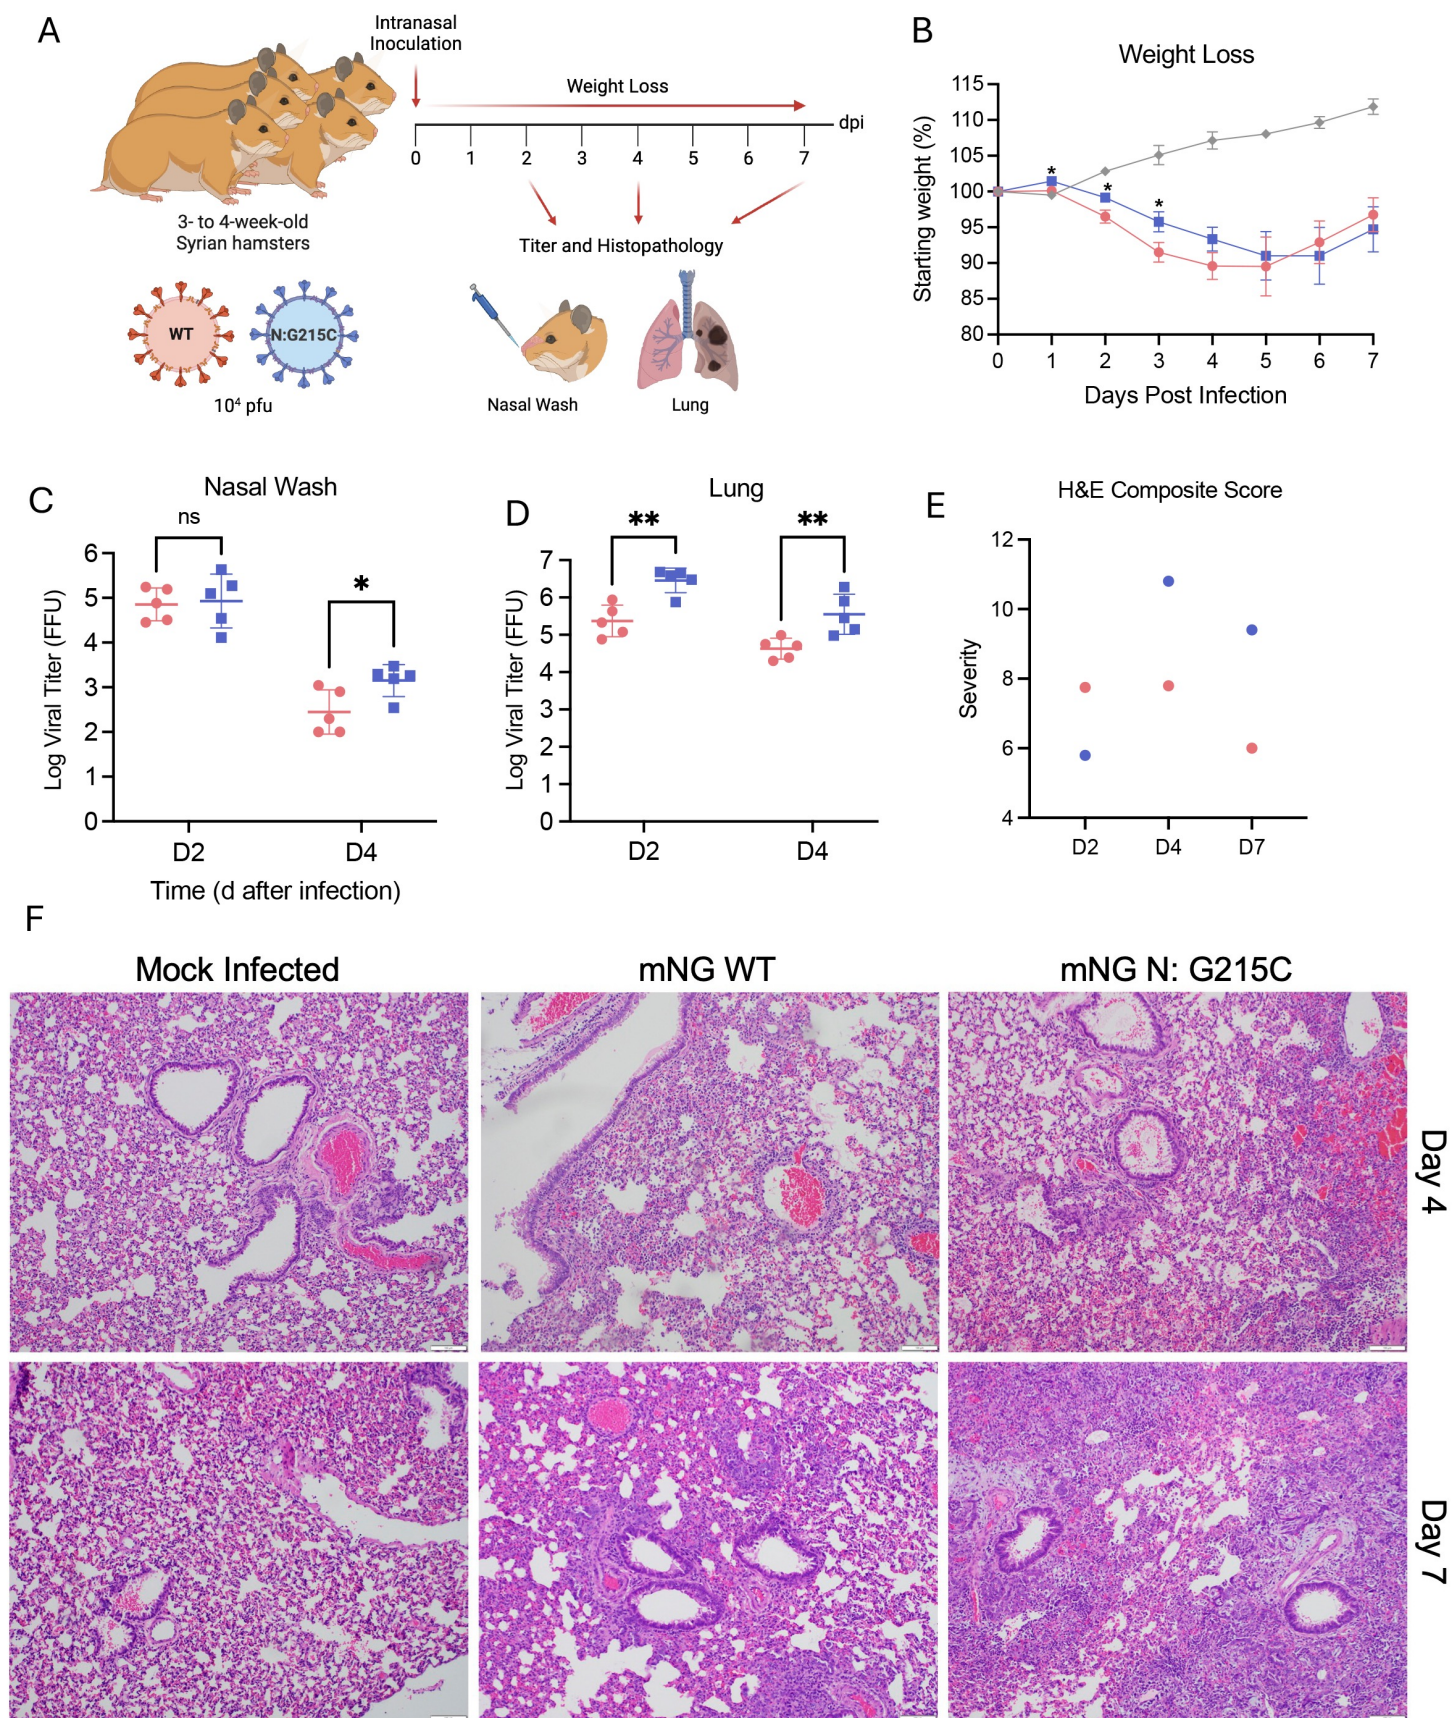 A
Intranasal
Inoculation
Weight Loss
dpi
0 1 2 3 4 5 6 7
3- to 4-week-old
Syrian hamsters
Titer and Histopathology
WT
N:G215C
10⁴ pfu
Nasal Wash
Lung
B
Weight Loss
Starting weight (%)
115
110
105
100
95
90
85
80
* * *
0 1 2 3 4 5 6 7
Days Post Infection
C
Nasal Wash
ns
*
Log Viral Titer (FFU)
6
5
4
3
2
1
0
D2 D4
Time (d after infection)
D
Lung
** **
Log Viral Titer (FFU)
7
6
5
4
3
2
1
0
D2 D4
E
H&E Composite Score
Severity
12
10
8
6
4
D2 D4 D7
F
Mock Infected
mNG WT
mNG N: G215C
Day 4
Day 7